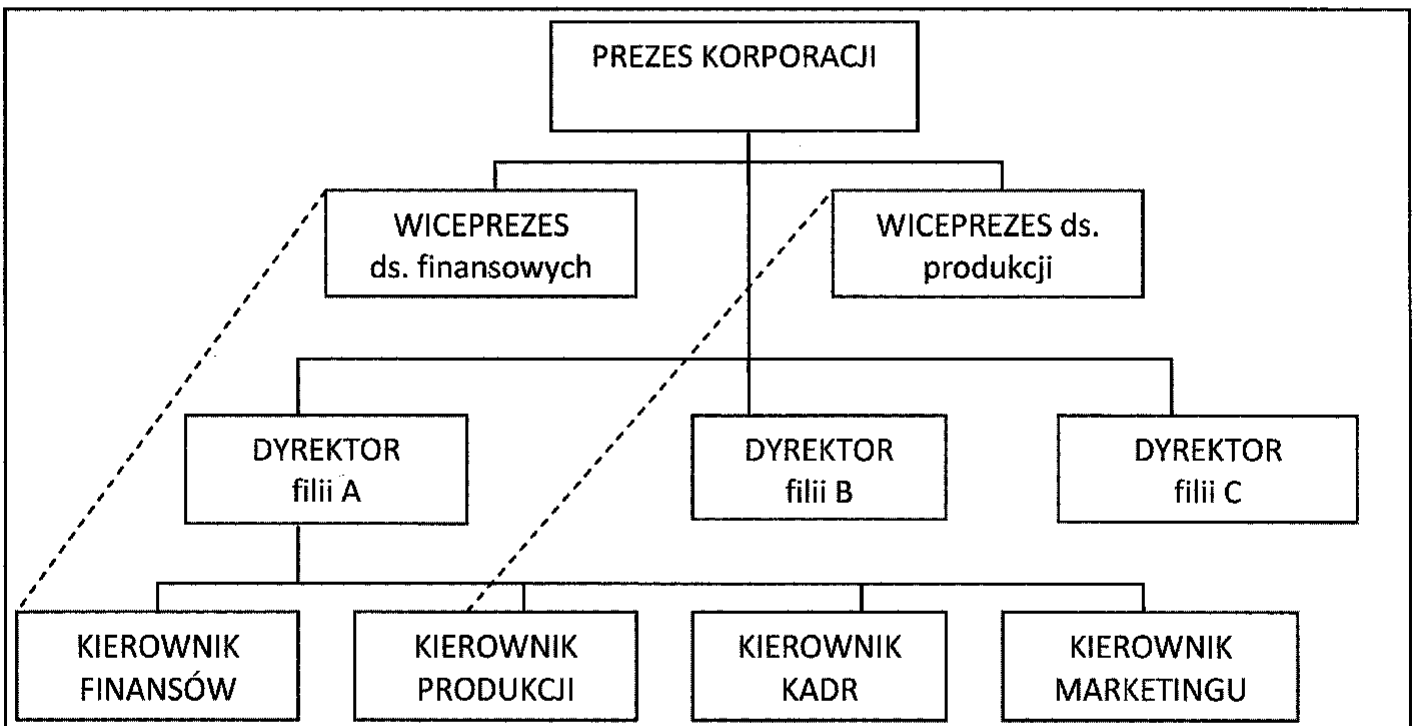 PREZES KORPORACJI
WICEPREZES
ds. finansowych
WICEPREZES ds.
produkcji
DYREKTOR
filii A
DYREKTOR
filii B
DYREKTOR
filii C
KIEROWNIK
FINANSÓW
KIEROWNIK
PRODUKCJI
KIEROWNIK
KADR
KIEROWNIK
MARKETINGU